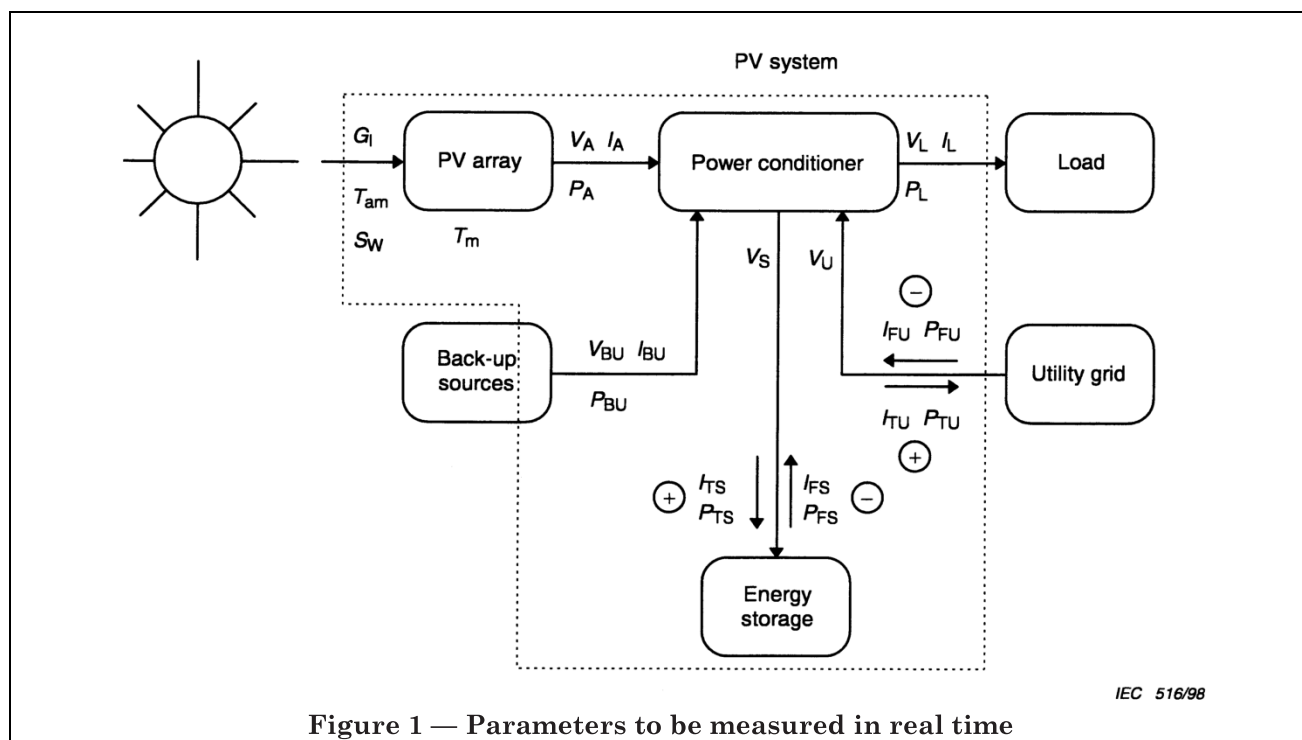 PV system
G_I
T_am
S_W
PV array
T_m
V_A I_A
P_A
Power conditioner
V_L I_L
P_L
Load
V_S
V_U
Back-up
sources
V_BU I_BU
P_BU
−
I_FU P_FU
Utility grid
I_TU P_TU
+
+
I_TS
P_TS
I_FS
P_FS
−
Energy
storage
IEC 516/98
Figure 1 — Parameters to be measured in real time